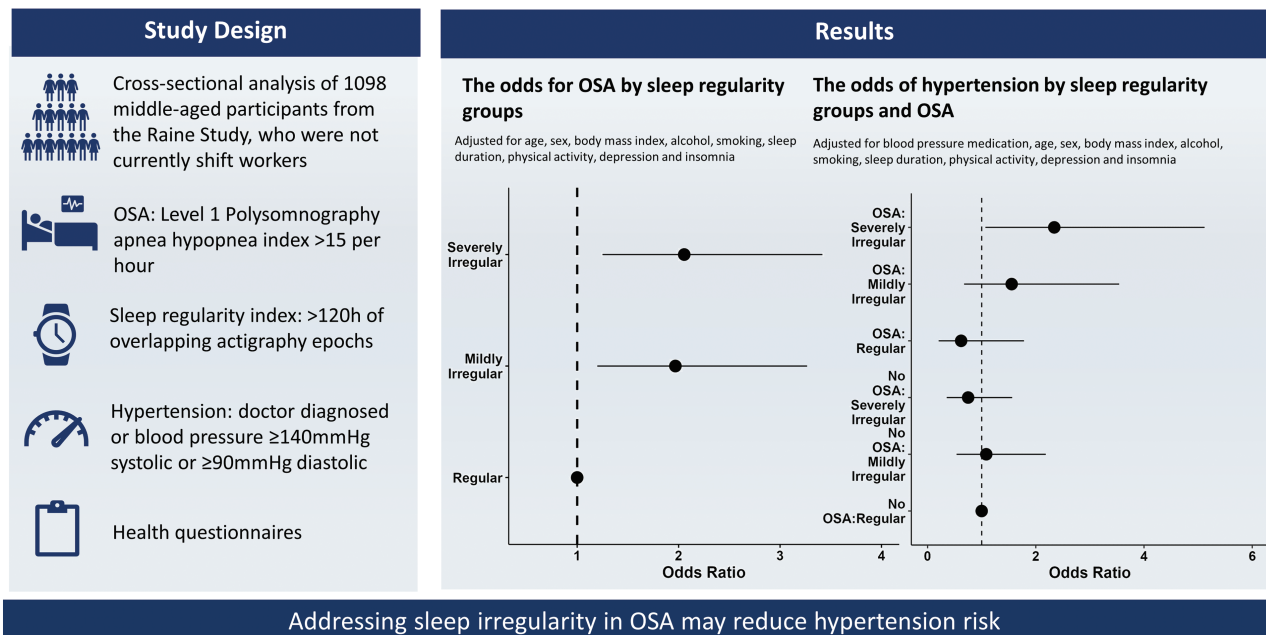 Study Design
Cross-sectional analysis of 1098
middle-aged participants from
the Raine Study, who were not
currently shift workers
OSA: Level 1 Polysomnography
apnea hypopnea index >15 per
hour
Sleep regularity index: >120h of
overlapping actigraphy epochs
Hypertension: doctor diagnosed
or blood pressure ≥140mmHg
systolic or ≥90mmHg diastolic
Health questionnaires
Results
The odds for OSA by sleep regularity
groups
Adjusted for age, sex, body mass index, alcohol, smoking, sleep
duration, physical activity, depression and insomnia
Severely
Irregular
Mildly
Irregular
Regular
1 2 3 4
Odds Ratio
The odds of hypertension by sleep regularity
groups and OSA
Adjusted for blood pressure medication, age, sex, body mass index, alcohol,
smoking, sleep duration, physical activity, depression and insomnia
OSA:
Severely
Irregular
OSA:
Mildly
Irregular
OSA:
Regular
No
OSA:
Severely
Irregular
No
OSA:
Mildly
Irregular
No
OSA:Regular
0 2 4 6
Odds Ratio
Addressing sleep irregularity in OSA may reduce hypertension risk